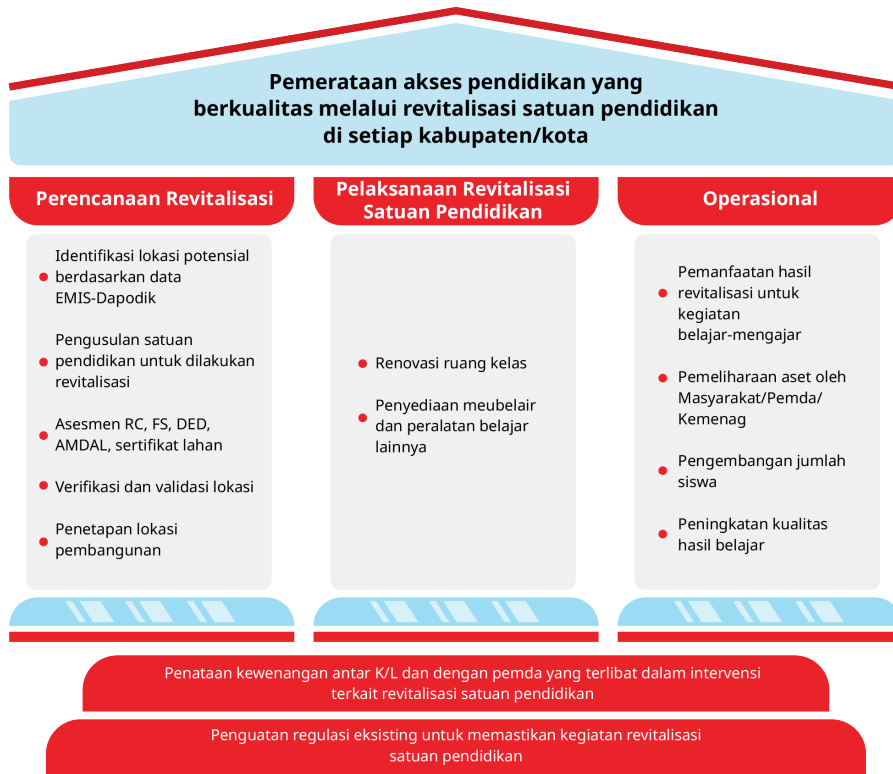 Pemerataan akses pendidikan yang
berkualitas melalui revitalisasi satuan pendidikan
di setiap kabupaten/kota
Perencanaan Revitalisasi
Identifikasi lokasi potensial
berdasarkan data
EMIS-Dapodik
Pengusulan satuan
pendidikan untuk dilakukan
revitalisasi
Asesmen RC, FS, DED,
AMDAL, sertifikat lahan
Verifikasi dan validasi lokasi
Penetapan lokasi
pembangunan
Pelaksanaan Revitalisasi
Satuan Pendidikan
Renovasi ruang kelas
Penyediaan meubelair
dan peralatan belajar
lainnya
Operasional
Pemanfaatan hasil
revitalisasi untuk
kegiatan
belajar-mengajar
Pemeliharaan aset oleh
Masyarakat/Pemda/
Kemenag
Pengembangan jumlah
siswa
Peningkatan kualitas
hasil belajar
Penataan kewenangan antar K/L dan dengan pemda yang terlibat dalam intervensi
terkait revitalisasi satuan pendidikan
Penguatan regulasi eksisting untuk memastikan kegiatan revitalisasi
satuan pendidikan